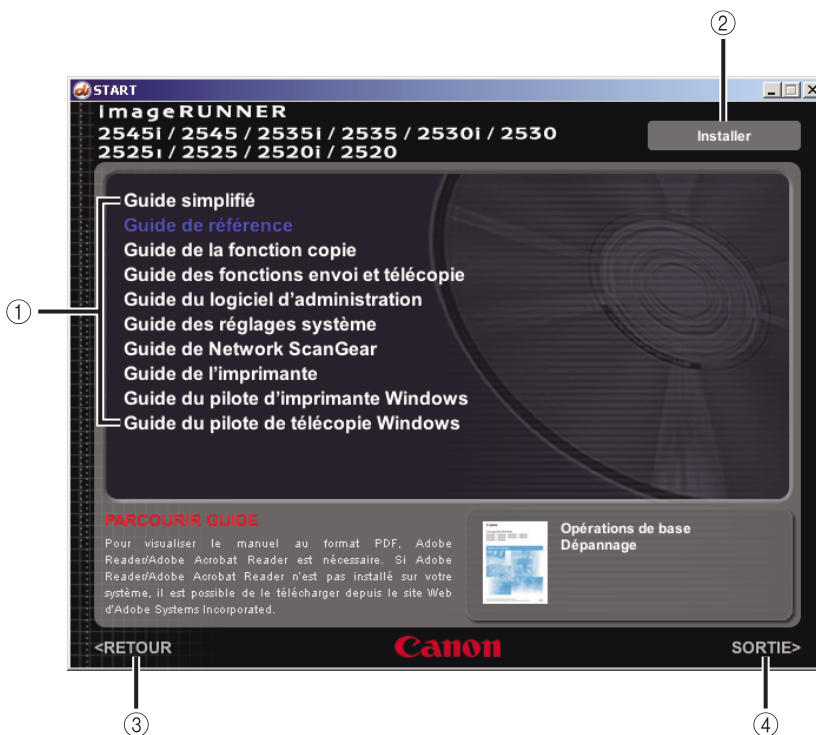 ②
START
imageRUNNER
2545i / 2545 / 2535i / 2535 / 2530i / 2530
2525i / 2525 / 2520i / 2520
Installer
①
Guide simplifié
Guide de référence
Guide de la fonction copie
Guide des fonctions envoi et télécopie
Guide du logiciel d'administration
Guide des réglages système
Guide de Network ScanGear
Guide de l'imprimante
Guide du pilote d'imprimante Windows
Guide du pilote de télécopie Windows
PARCOURIR GUIDE
Pour visualiser le manuel au format PDF, Adobe
Reader/Adobe Acrobat Reader est nécessaire. Si Adobe
Reader/Adobe Acrobat Reader n'est pas installé sur votre
système, il est possible de le télécharger depuis le site Web
d'Adobe Systems Incorporated.
Opérations de base
Dépannage
<RETOUR
Canon
SORTIE>
③
④